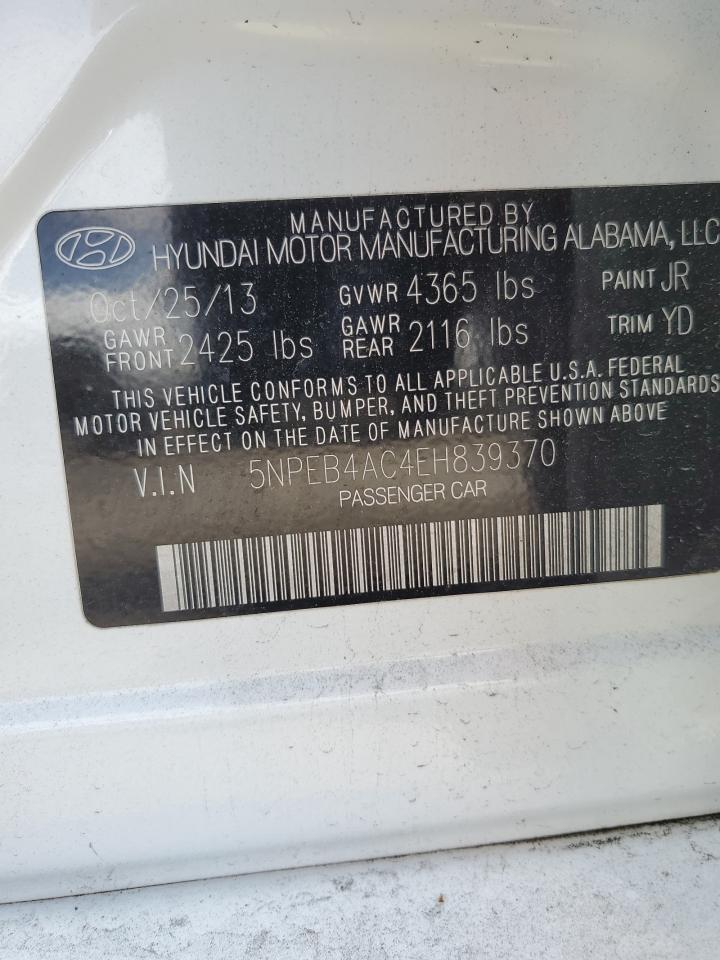 MANUFACTURED BY
HYUNDAI MOTOR MANUFACTURING ALABAMA, LLC
Oct/25/13 GVWR 4365 lbs PAINT JR
GAWR FRONT 2425 lbs GAWR REAR 2116 lbs TRIM YD
THIS VEHICLE CONFORMS TO ALL APPLICABLE U.S.A. FEDERAL
MOTOR VEHICLE SAFETY, BUMPER, AND THEFT PREVENTION STANDARDS
IN EFFECT ON THE DATE OF MANUFACTURE SHOWN ABOVE
V.I.N 5NPEB4AC4EH839370
PASSENGER CAR